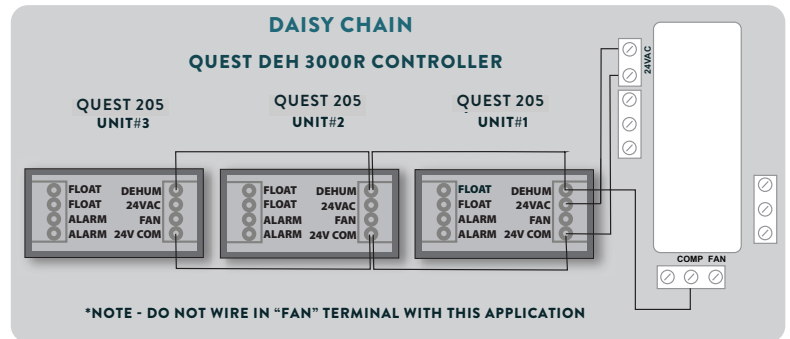 DAISY CHAIN
QUEST DEH 3000R CONTROLLER
24VAC
QUEST 205
UNIT#3
QUEST 205
UNIT#2
QUEST 205
UNIT#1
FLOAT DEHUM
FLOAT 24VAC
ALARM FAN
ALARM 24V COM
FLOAT DEHUM
FLOAT 24VAC
ALARM FAN
ALARM 24V COM
FLOAT DEHUM
FLOAT 24VAC
ALARM FAN
ALARM 24V COM
COMP FAN
*NOTE - DO NOT WIRE IN “FAN” TERMINAL WITH THIS APPLICATION